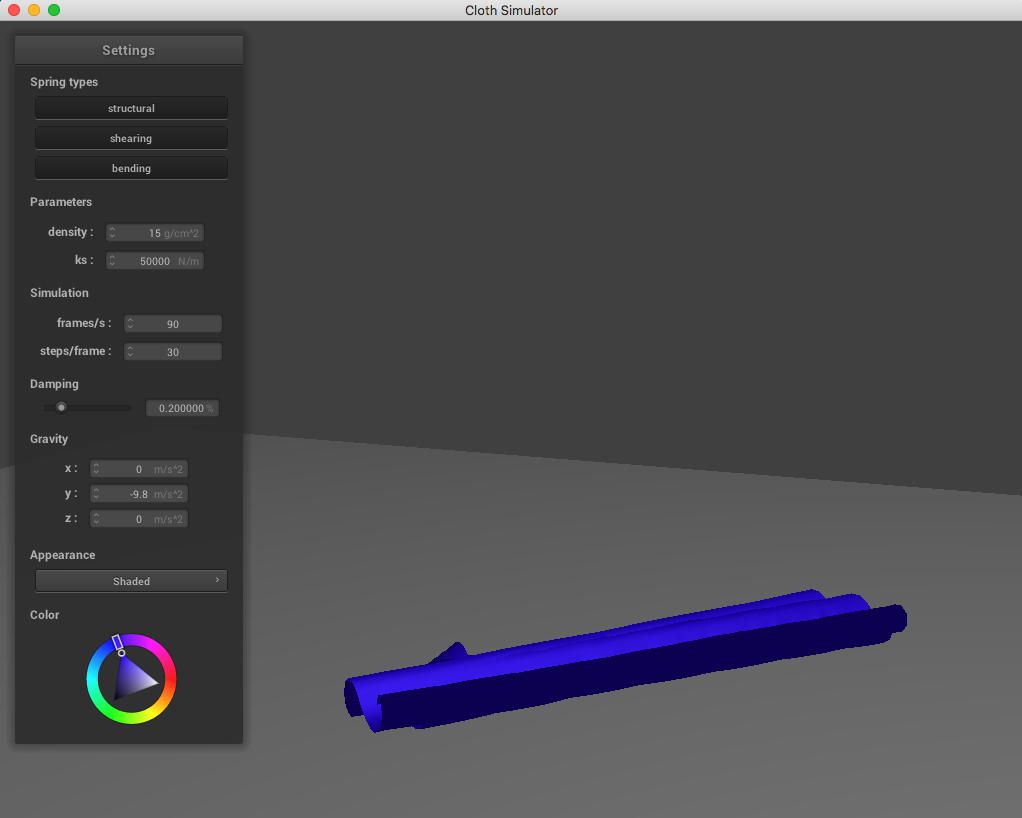 Cloth Simulator
Settings
Spring types
structural
shearing
bending
Parameters
density : 15 g/cm^2
ks : 50000 N/m
Simulation
frames/s : 90
steps/frame : 30
Damping
0.200000 %
Gravity
x : 0 m/s^2
y : -9.8 m/s^2
z : 0 m/s^2
Appearance
Shaded ›
Color